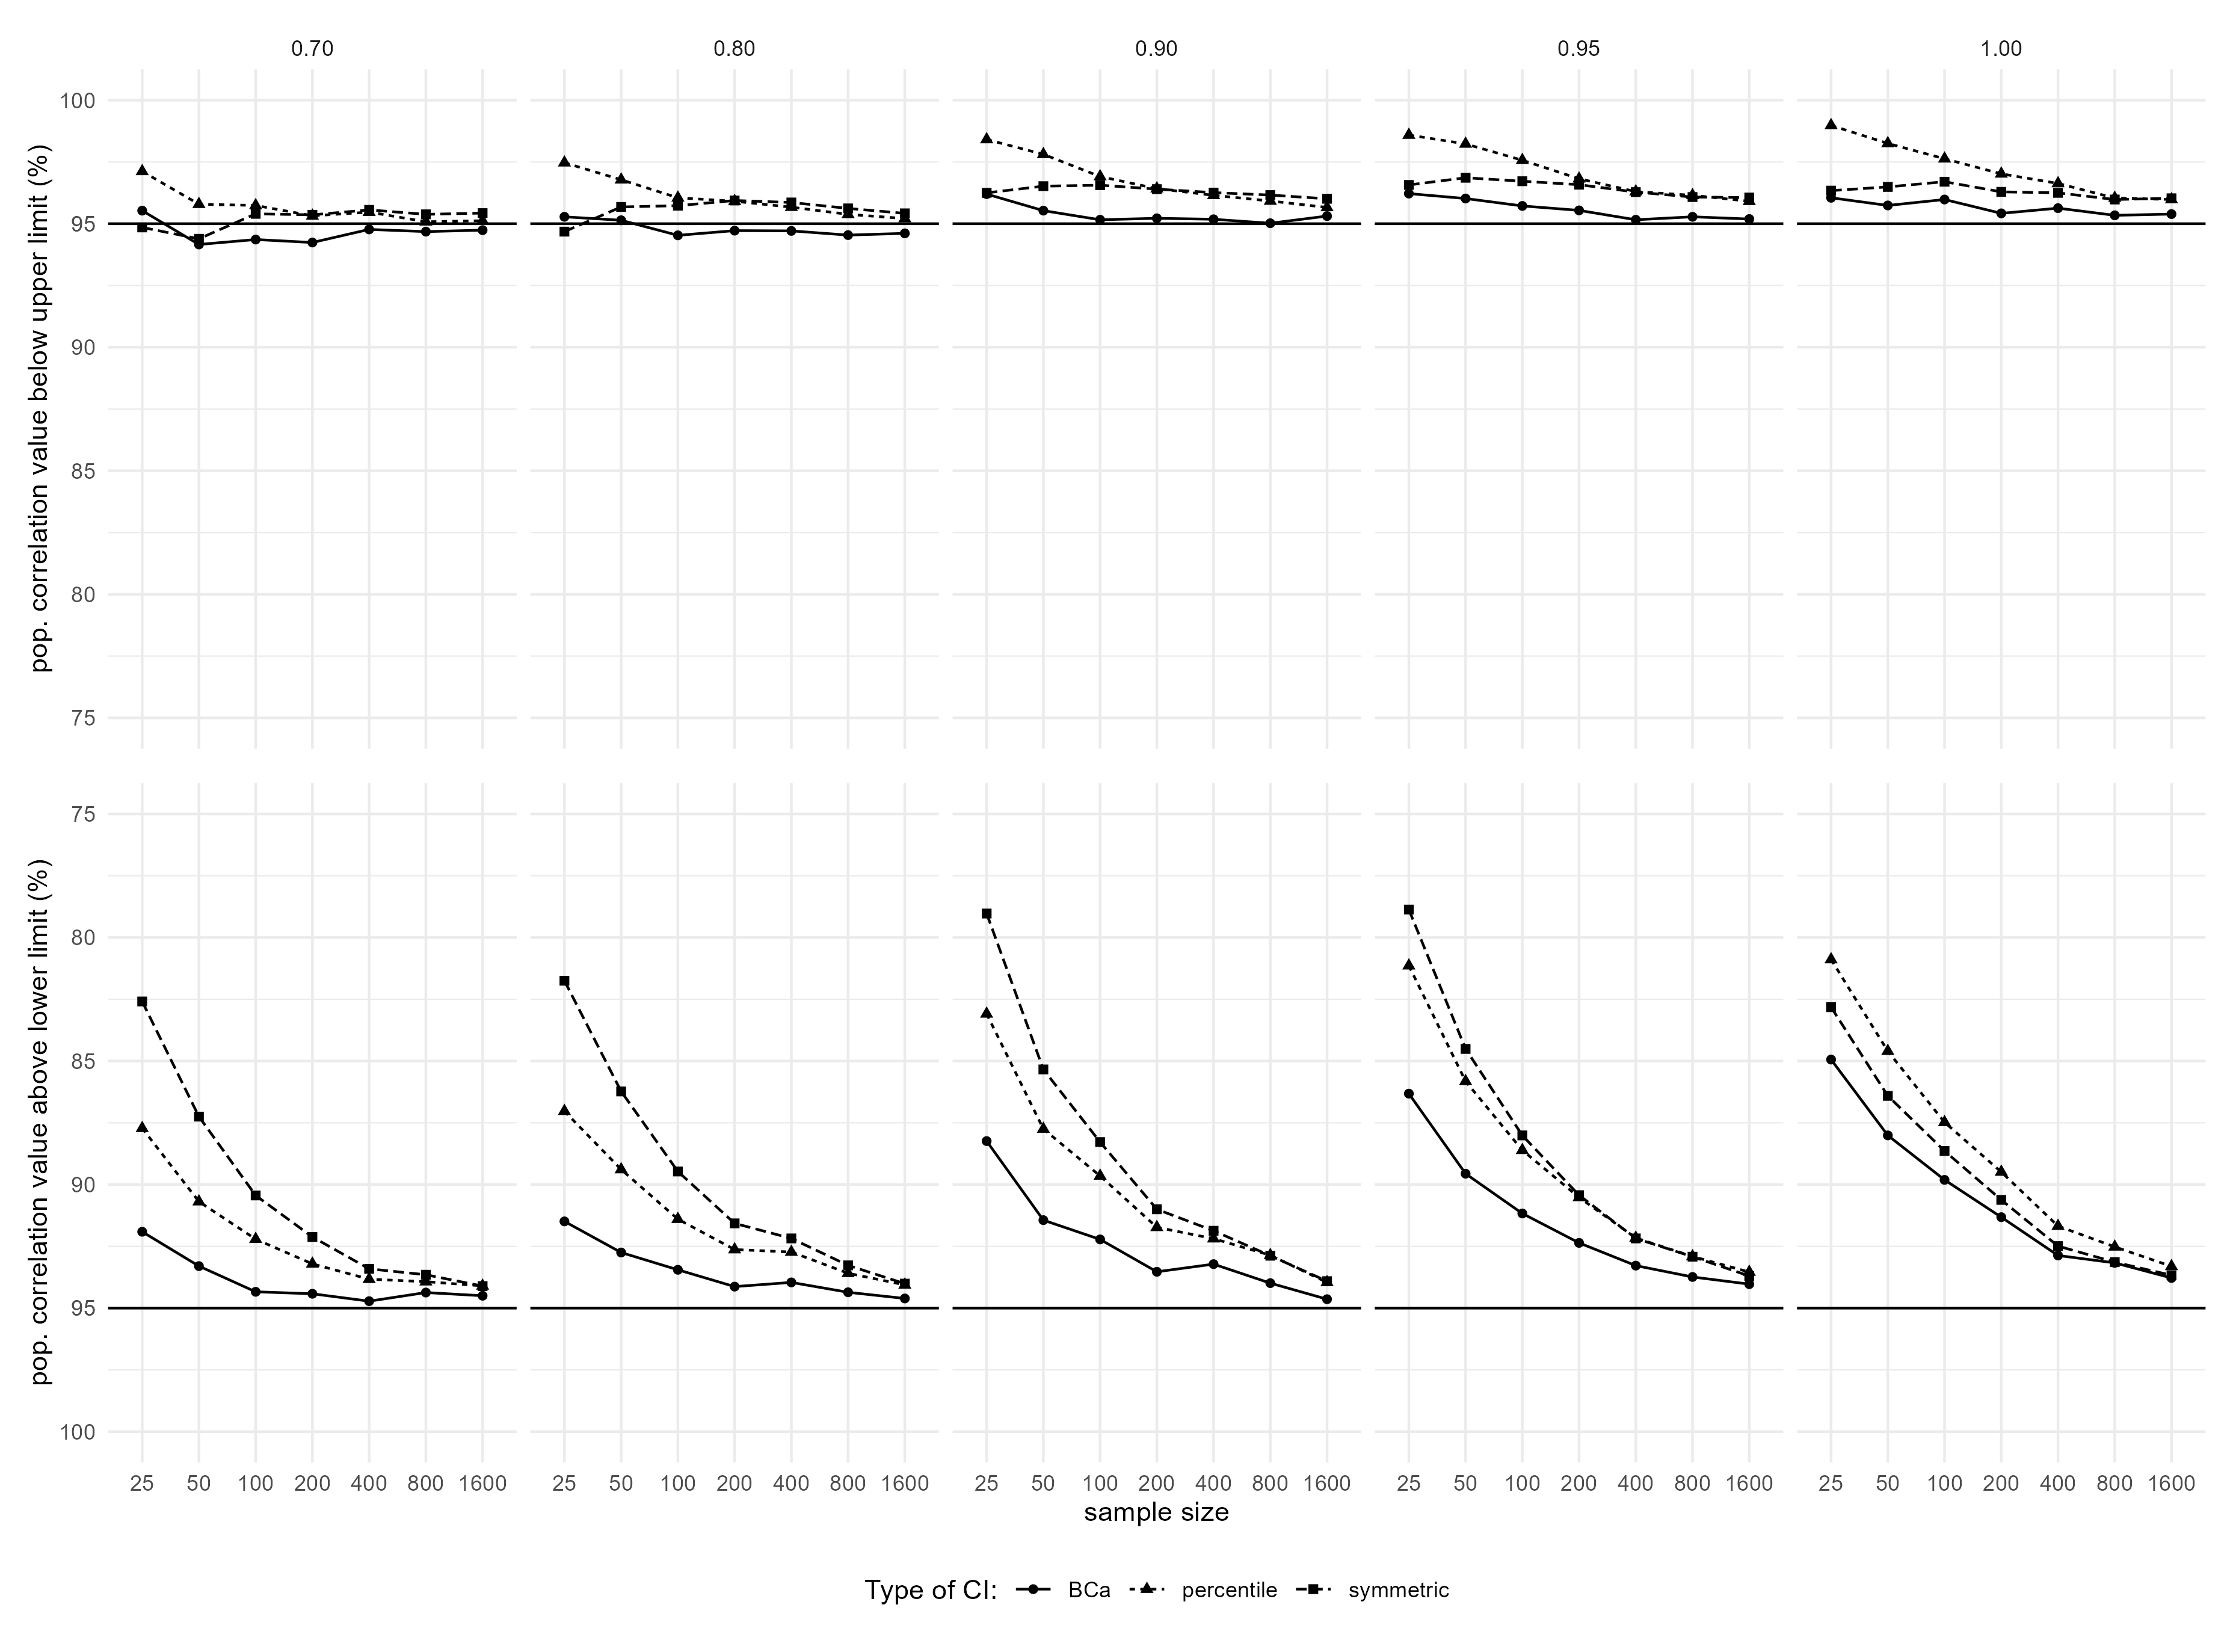 0.70 0.80 0.90 0.95 1.00
pop. correlation value below upper limit (%)
100
95
90
85
80
75
pop. correlation value above lower limit (%)
75
80
85
90
95
100
25 50 100 200 400 800 1600 25 50 100 200 400 800 1600 25 50 100 200 400 800 1600 25 50 100 200 400 800 1600 25 50 100 200 400 800 1600
sample size
Type of CI: BCa percentile symmetric